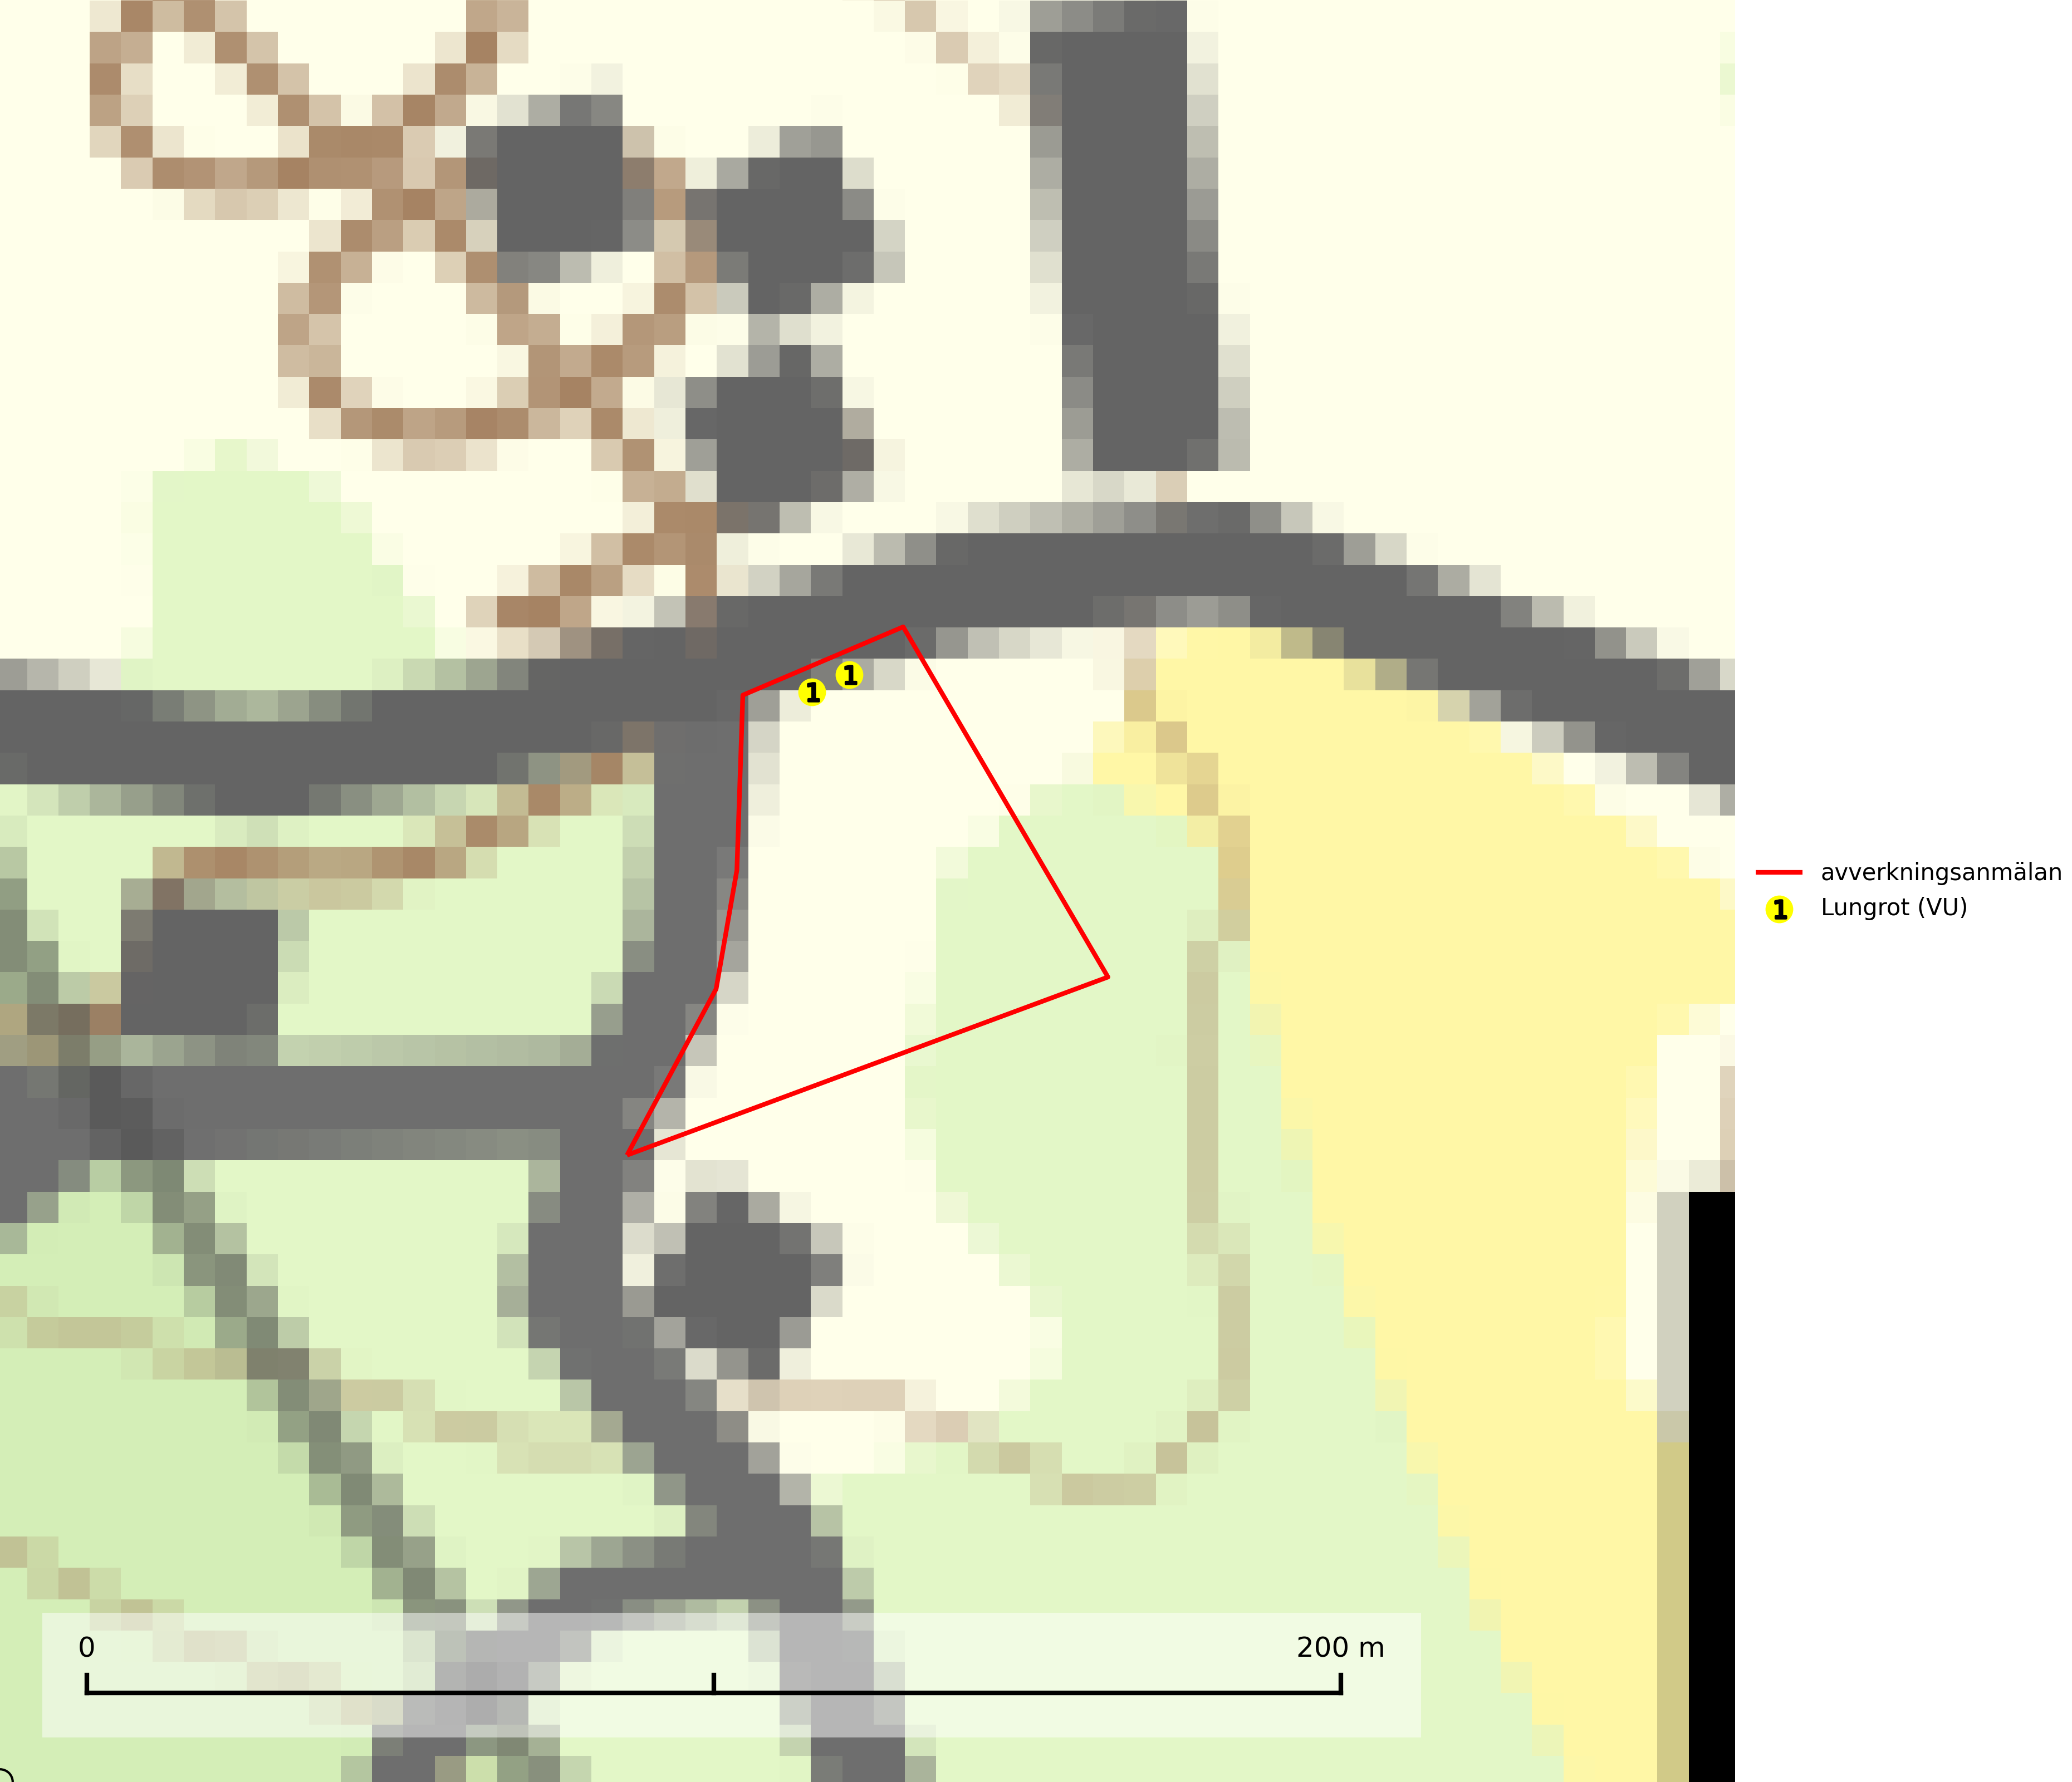 1
1
avverkningsanmälan
1 Lungrot (VU)
0 200 m